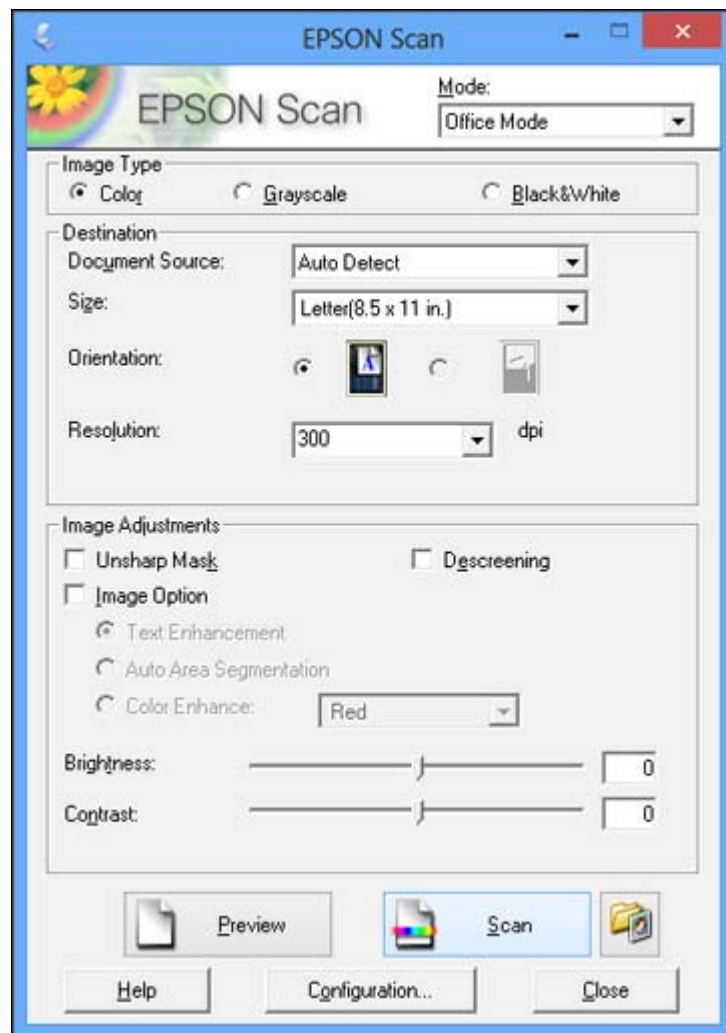 EPSON Scan
EPSON Scan
Mode:
Office Mode
Image Type
Color Grayscale Black&White
Destination
Document Source: Auto Detect
Size: Letter(8.5 x 11 in.)
Orientation: A
Resolution: 300 dpi
Image Adjustments
Unsharp Mask Descreening
Image Option
Text Enhancement
Auto Area Segmentation
Color Enhance: Red
Brightness: 0
Contrast: 0
Preview Scan
Help Configuration... Close